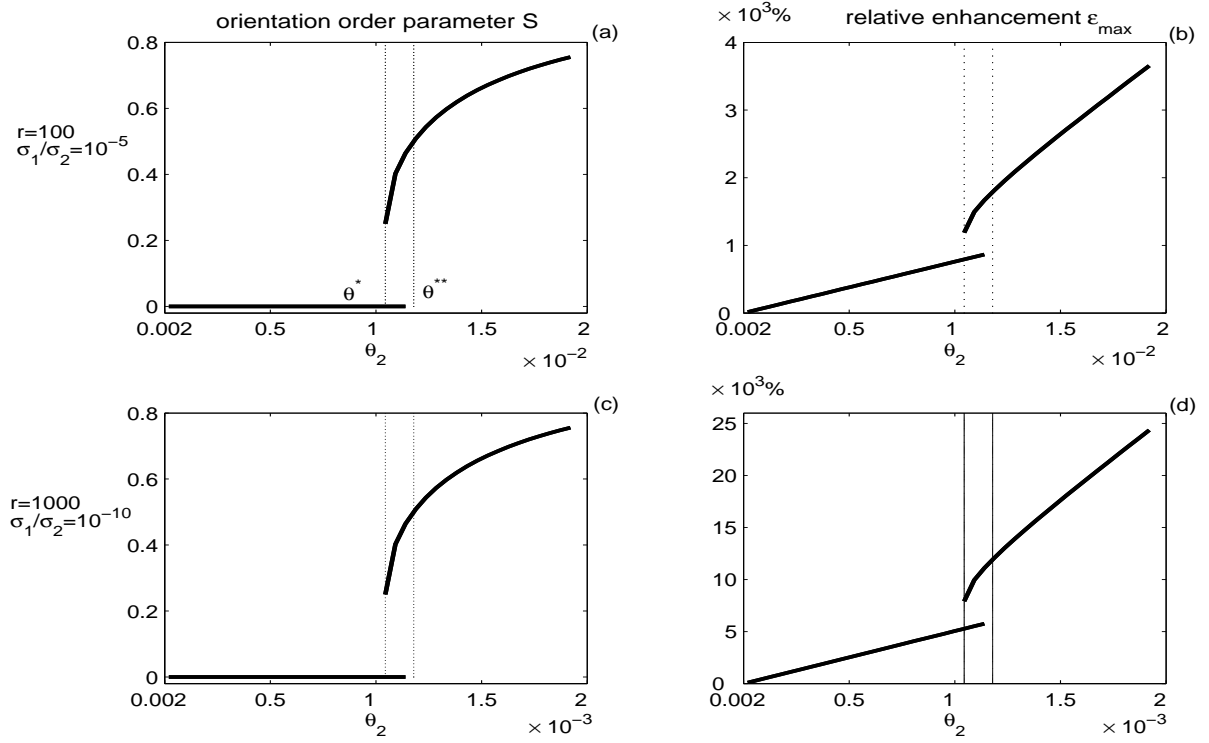 orientation order parameter S
(a)
0.8
0.6
0.4
0.2
0
r=100
σ₁/σ₂=10⁻⁵
θ*
θ**
0.002
0.5
1
1.5
2
θ₂
× 10⁻²
× 10³%
relative enhancement ε_max
(b)
4
3
2
1
0
0.002
0.5
1
1.5
2
θ₂
× 10⁻²
(c)
0.8
0.6
0.4
0.2
0
r=1000
σ₁/σ₂=10⁻¹⁰
0.002
0.5
1
1.5
2
θ₂
× 10⁻³
× 10³%
(d)
25
20
15
10
5
0
0.002
0.5
1
1.5
2
θ₂
× 10⁻³